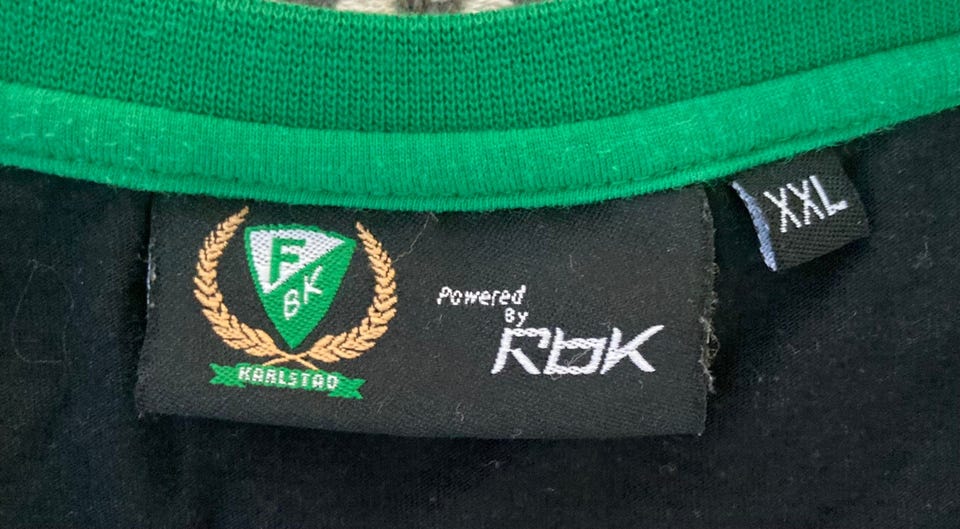 F
BK
KARLSTAD
Powered
By
Rbk
XXL